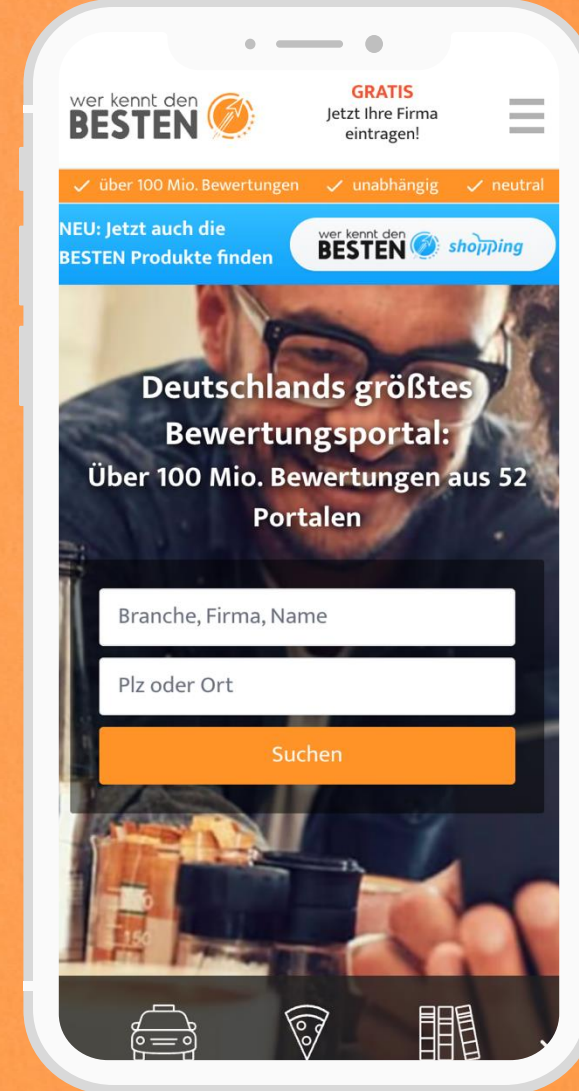 wer kennt den
BESTEN
GRATIS
Jetzt Ihre Firma
eintragen!
über 100 Mio. Bewertungen unabhängig neutral
NEU: Jetzt auch die
BESTEN Produkte finden
wer kennt den
BESTEN shopping
Deutschlands größtes
Bewertungsportal:
Über 100 Mio. Bewertungen aus 52
Portalen
Branche, Firma, Name
Plz oder Ort
Suchen
150